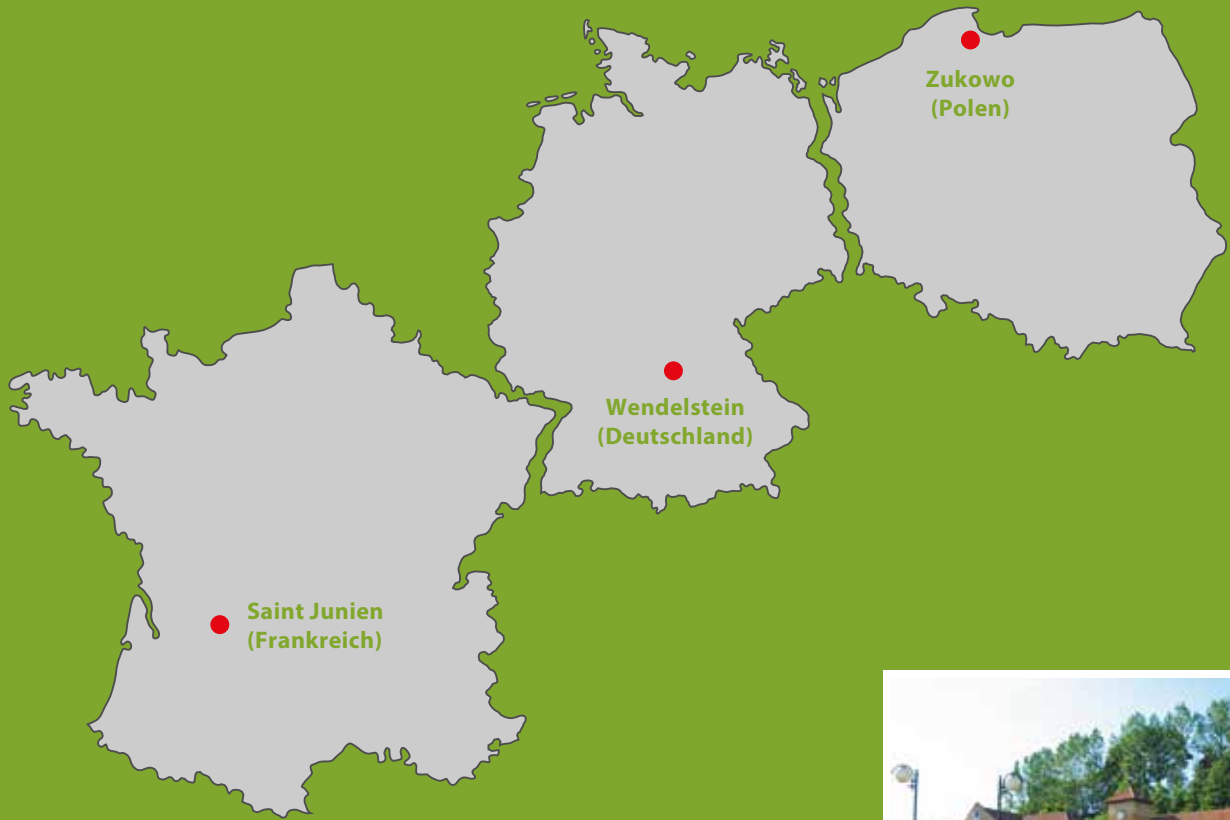 Zukowo
(Polen)
Wendelstein
(Deutschland)
Saint Junien
(Frankreich)